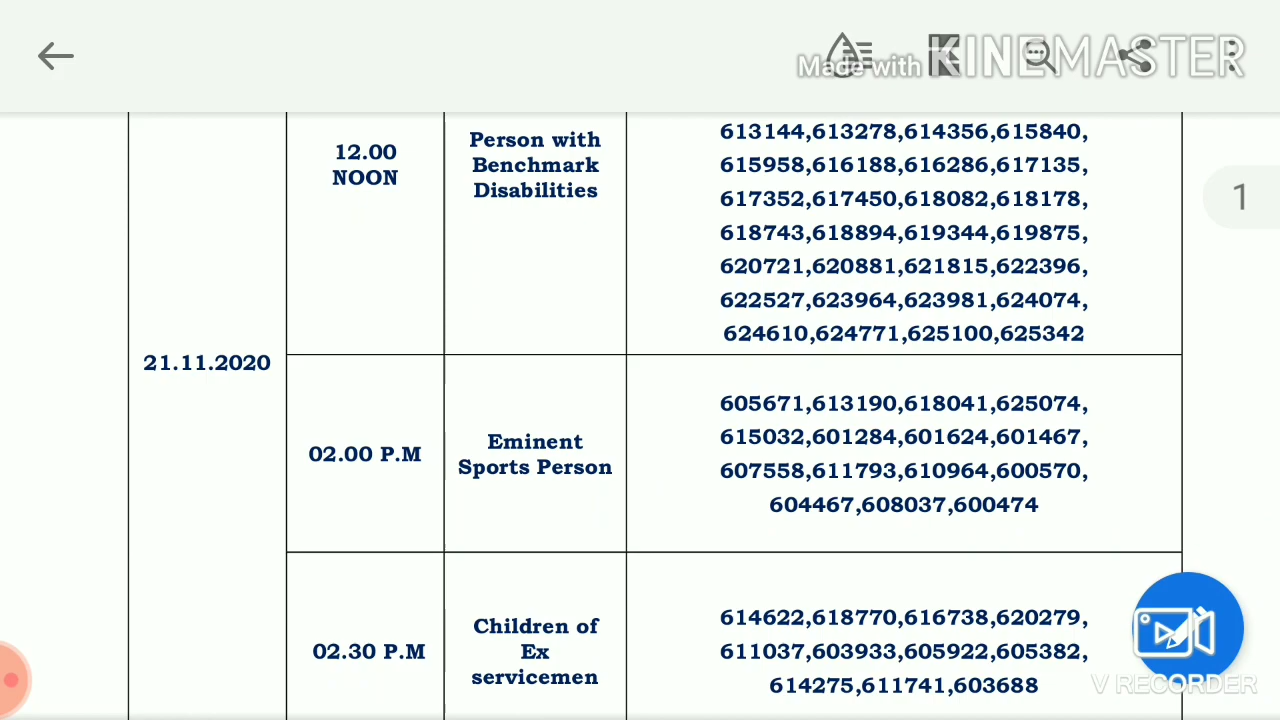 Made with KINEMASTER
1
12.00
NOON
Person with
Benchmark
Disabilities
613144,613278,614356,615840,
615958,616188,616286,617135,
617352,617450,618082,618178,
618743,618894,619344,619875,
620721,620881,621815,622396,
622527,623964,623981,624074,
624610,624771,625100,625342
21.11.2020
02.00 P.M
Eminent
Sports Person
605671,613190,618041,625074,
615032,601284,601624,601467,
607558,611793,610964,600570,
604467,608037,600474
02.30 P.M
Children of
Ex
servicemen
614622,618770,616738,620279,
611037,603933,605922,605382,
614275,611741,603688
V RECORDER